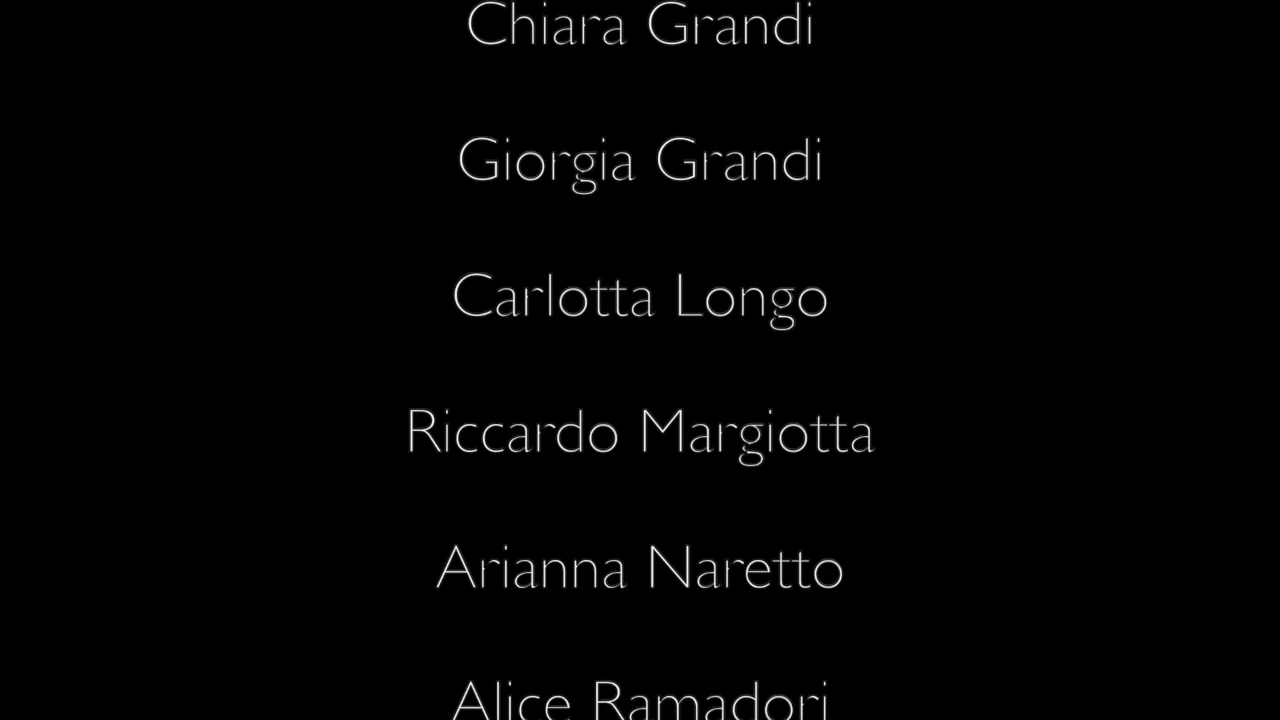 Chiara Grandi
Giorgia Grandi
Carlotta Longo
Riccardo Margiotta
Arianna Naretto
Alice Ramadori